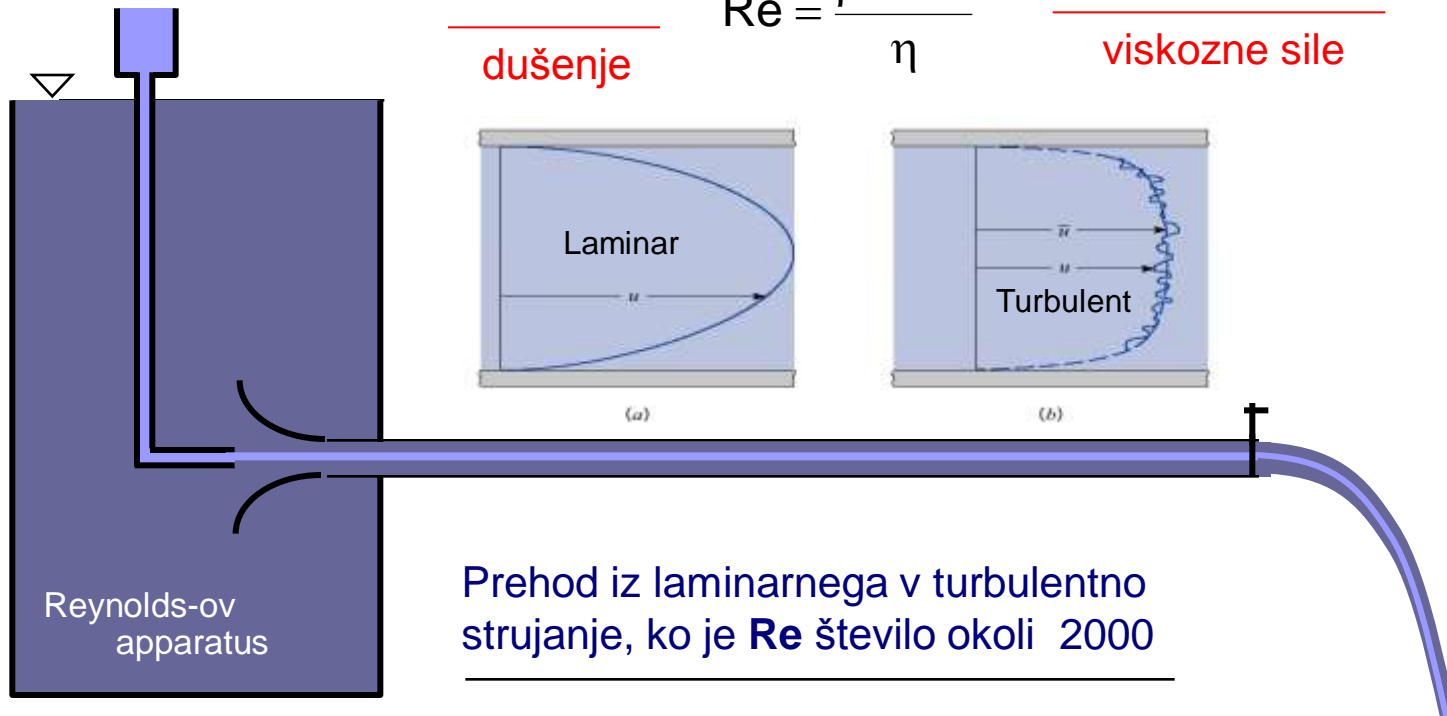 Re =
η
dušenje
viskozne sile
Laminar
u
(a)
u̅
u
Turbulent
(b)
Reynolds-ov
apparatus
Prehod iz laminarnega v turbulentno
strujanje, ko je Re število okoli 2000